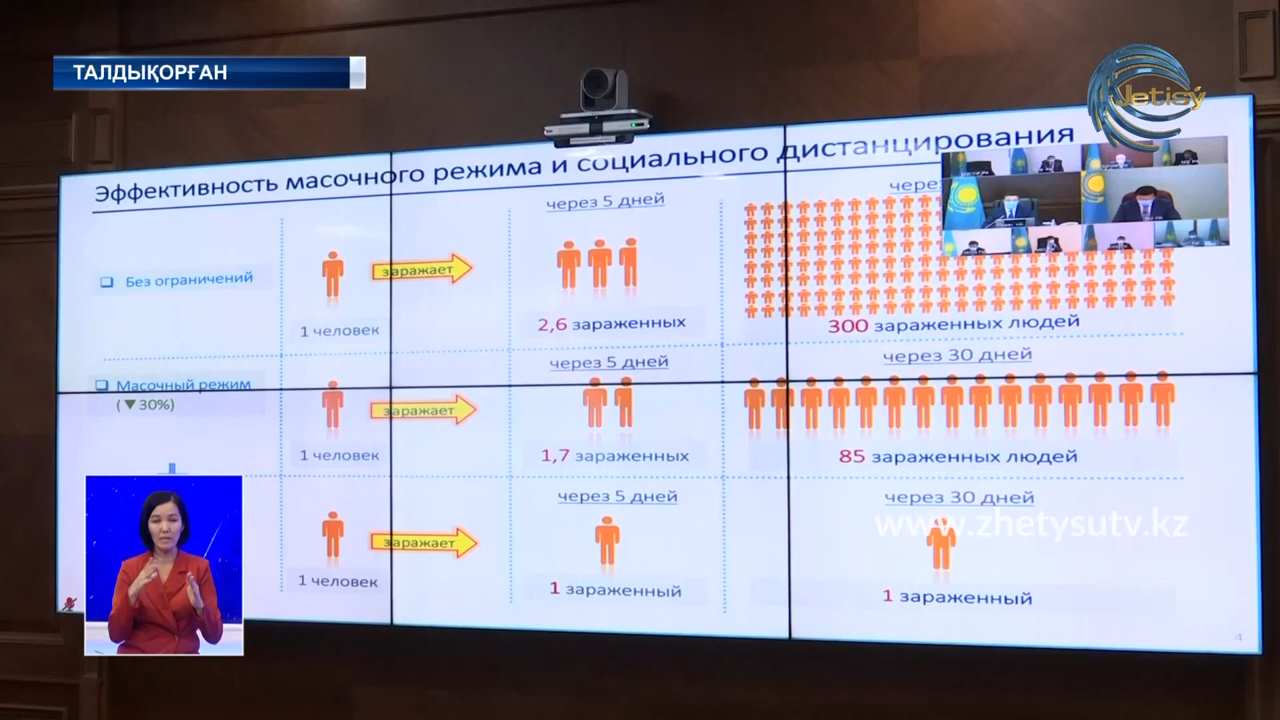 ТАЛДЫҚОРҒАН
Jetisý
Эффективность масочного режима и социального дистанцирования
через 5 дней
Без ограничений
заражает
1 человек
2,6 зараженных
300 зараженных людей
через 5 дней
через 30 дней
Масочный режим
(▼30%)
заражает
1 человек
1,7 зараженных
85 зараженных людей
через 5 дней
через 30 дней
www.zhetysutv.kz
заражает
1 человек
1 зараженный
1 зараженный
4